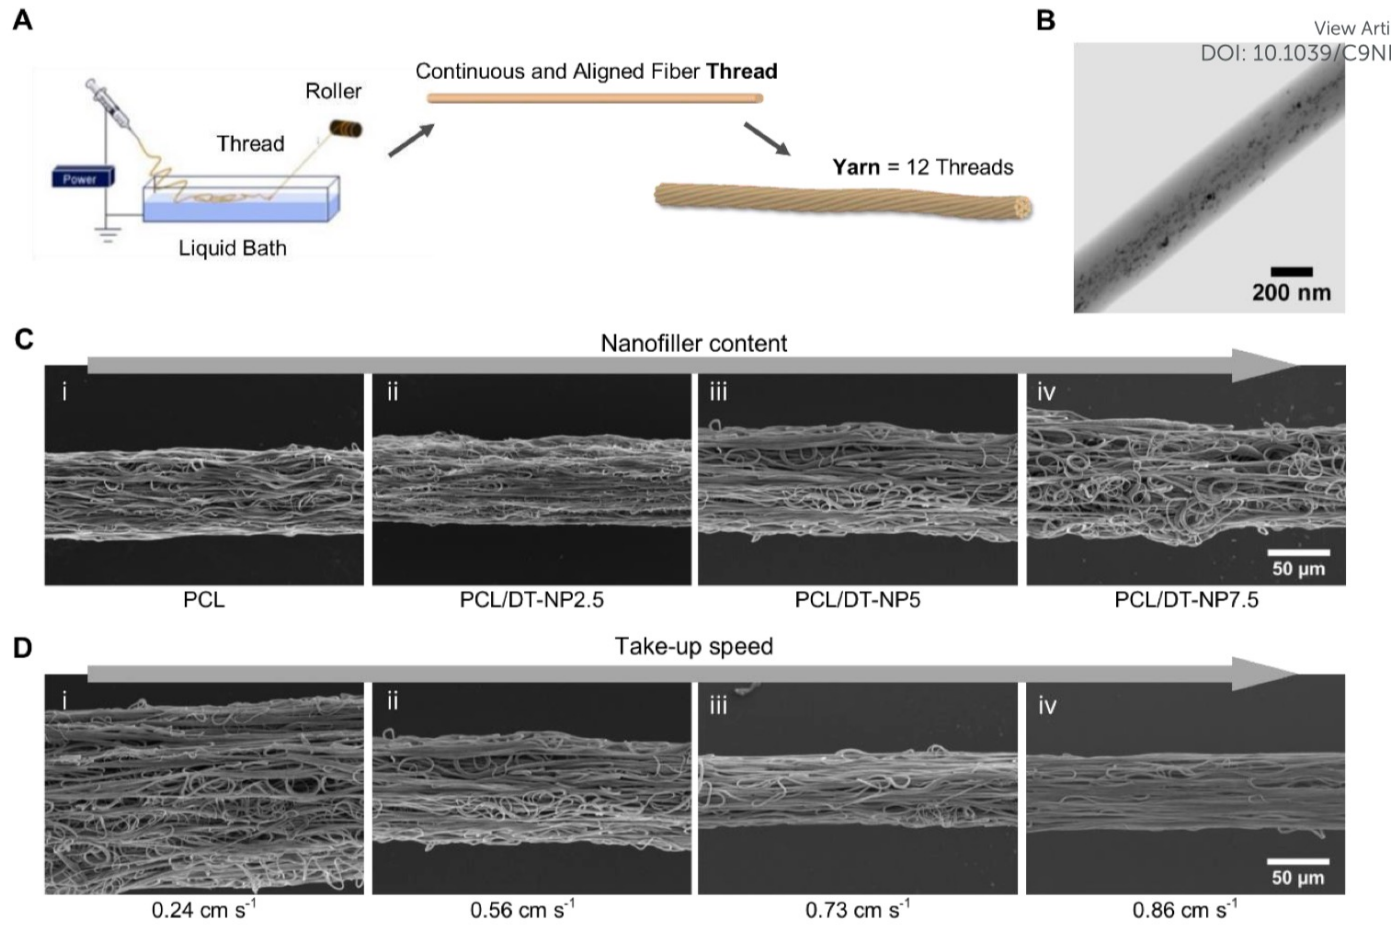 A
B
View Arti
DOI: 10.1039/C9NI
Continuous and Aligned Fiber Thread
Roller
Thread
Power
Liquid Bath
Yarn = 12 Threads
200 nm
C
Nanofiller content
i
ii
iii
iv
50 µm
PCL
PCL/DT-NP2.5
PCL/DT-NP5
PCL/DT-NP7.5
D
Take-up speed
i
ii
iii
iv
50 µm
0.24 cm s⁻¹
0.56 cm s⁻¹
0.73 cm s⁻¹
0.86 cm s⁻¹